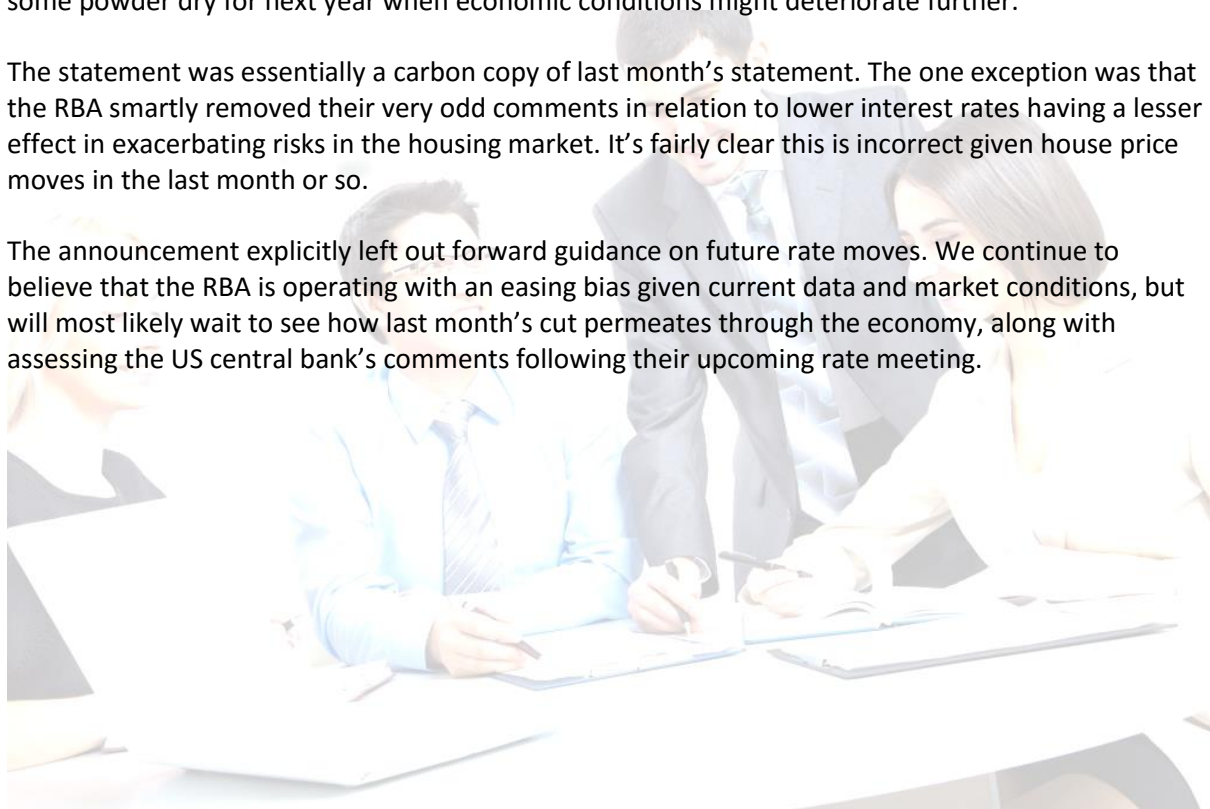 some powder dry for next year when economic conditions might deteriorate further.
The statement was essentially a carbon copy of last month’s statement. The one exception was that
the RBA smartly removed their very odd comments in relation to lower interest rates having a lesser
effect in exacerbating risks in the housing market. It’s fairly clear this is incorrect given house price
moves in the last month or so.
The announcement explicitly left out forward guidance on future rate moves. We continue to
believe that the RBA is operating with an easing bias given current data and market conditions, but
will most likely wait to see how last month’s cut permeates through the economy, along with
assessing the US central bank’s comments following their upcoming rate meeting.